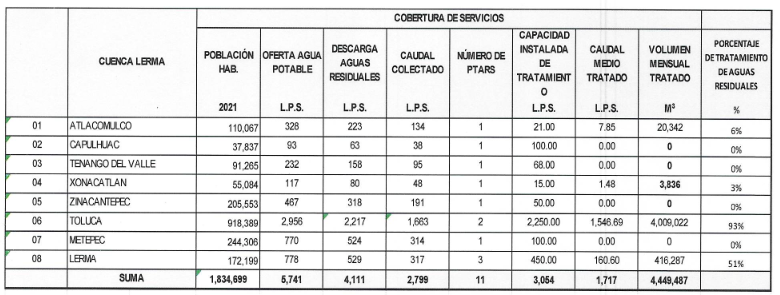 COBERTURA DE SERVICIOS
CUENCA LERMA POBLACIÓN HAB. 2021 OFERTA AGUA POTABLE L.P.S. DESCARGA AGUAS RESIDUALES L.P.S. CAUDAL COLECTADO L.P.S. NÚMERO DE PTARS CAPACIDAD INSTALADA DE TRATAMIENTO L.P.S. CAUDAL MEDIO TRATADO L.P.S. VOLUMEN MENSUAL TRATADO M³ PORCENTAJE DE TRATAMIENTO DE AGUAS RESIDUALES %
01 ATLACOMULCO 110,067 328 223 134 1 21.00 7.85 20,342 6%
02 CAPULHUAC 37,837 93 63 38 1 100.00 0.00 0 0%
03 TENANGO DEL VALLE 91,265 232 158 95 1 68.00 0.00 0 0%
04 XONACATLAN 55,084 117 80 48 1 15.00 1.48 3,836 3%
05 ZINACANTEPEC 205,553 467 318 191 1 50.00 0.00 0 0%
06 TOLUCA 918,389 2,956 2,217 1,663 2 2,250.00 1,546.69 4,009,022 93%
07 METEPEC 244,306 770 524 314 1 100.00 0.00 0 0%
08 LERMA 172,199 778 529 317 3 450.00 160.60 416,287 51%
SUMA 1,834,699 5,741 4,111 2,799 11 3,054 1,717 4,449,487